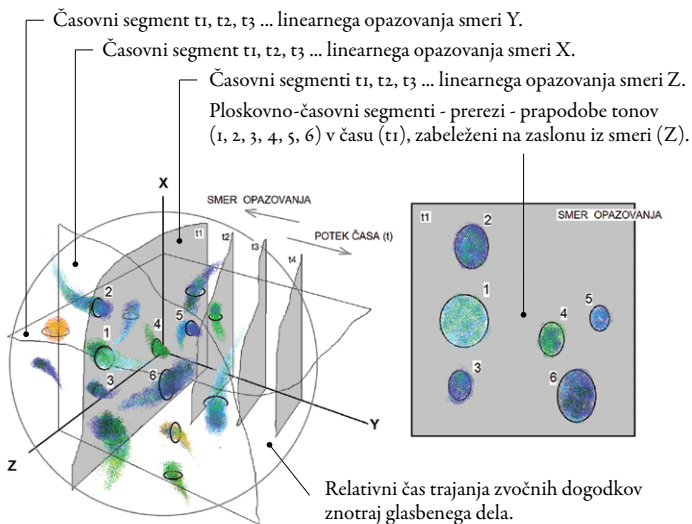 Časovni segment t1, t2, t3 ... linearnega opazovanja smeri Y.
Časovni segment t1, t2, t3 ... linearnega opazovanja smeri X.
Časovni segmenti t1, t2, t3 ... linearnega opazovanja smeri Z.
Ploskovno-časovni segmenti - prerezi - prapodobe tonov
(1, 2, 3, 4, 5, 6) v času (t1), zabeleženi na zaslonu iz smeri (Z).
X
SMER OPAZOVANJA
POTEK ČASA (t)
t1
t2
t3
t4
2
1
3
4
5
6
Y
Z
t1
SMER OPAZOVANJA
2
1
3
4
5
6
Relativni čas trajanja zvočnih dogodkov
znotraj glasbenega dela.